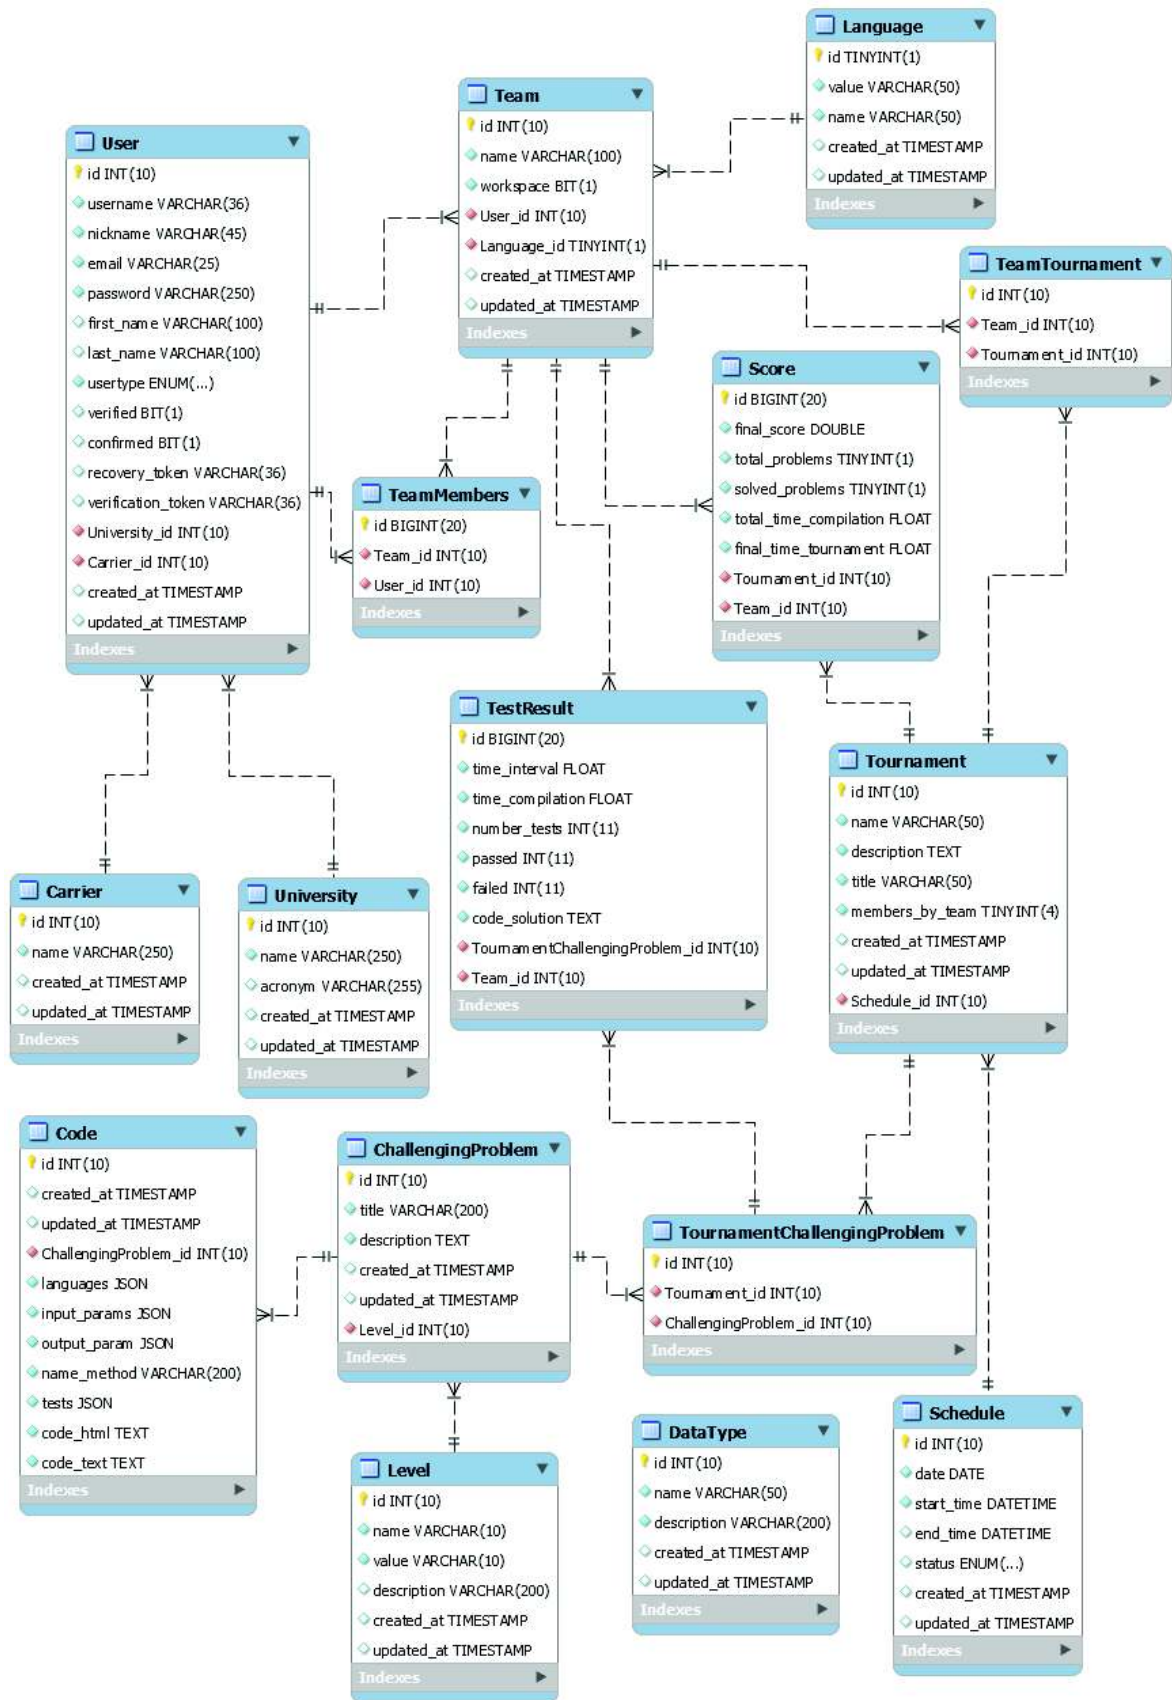 Language
id TINYINT(1)
value VARCHAR(50)
name VARCHAR(50)
created_at TIMESTAMP
updated_at TIMESTAMP
Indexes
Team
id INT(10)
name VARCHAR(100)
workspace BIT(1)
User_id INT(10)
Language_id TINYINT(1)
created_at TIMESTAMP
updated_at TIMESTAMP
Indexes
User
id INT(10)
username VARCHAR(36)
nickname VARCHAR(45)
email VARCHAR(25)
password VARCHAR(250)
first_name VARCHAR(100)
last_name VARCHAR(100)
usertype ENUM(...)
verified BIT(1)
confirmed BIT(1)
recovery_token VARCHAR(36)
verification_token VARCHAR(36)
University_id INT(10)
Carrier_id INT(10)
created_at TIMESTAMP
updated_at TIMESTAMP
Indexes
TeamTournament
id INT(10)
Team_id INT(10)
Tournament_id INT(10)
Indexes
Score
id BIGINT(20)
final_score DOUBLE
total_problems TINYINT(1)
solved_problems TINYINT(1)
total_time_compilation FLOAT
final_time_tournament FLOAT
Tournament_id INT(10)
Team_id INT(10)
Indexes
TeamMembers
id BIGINT(20)
Team_id INT(10)
User_id INT(10)
Indexes
TestResult
id BIGINT(20)
time_interval FLOAT
time_compilation FLOAT
number_tests INT(11)
passed INT(11)
failed INT(11)
code_solution TEXT
TournamentChallengingProblem_id INT(10)
Team_id INT(10)
Indexes
Tournament
id INT(10)
name VARCHAR(50)
description TEXT
title VARCHAR(50)
members_by_team TINYINT(4)
created_at TIMESTAMP
updated_at TIMESTAMP
Schedule_id INT(10)
Indexes
Carrier
id INT(10)
name VARCHAR(250)
created_at TIMESTAMP
updated_at TIMESTAMP
Indexes
University
id INT(10)
name VARCHAR(250)
acronym VARCHAR(255)
created_at TIMESTAMP
updated_at TIMESTAMP
Indexes
Code
id INT(10)
created_at TIMESTAMP
updated_at TIMESTAMP
ChallengingProblem_id INT(10)
languages JSON
input_params JSON
output_param JSON
name_method VARCHAR(200)
tests JSON
code_html TEXT
code_text TEXT
Indexes
ChallengingProblem
id INT(10)
title VARCHAR(200)
description TEXT
created_at TIMESTAMP
updated_at TIMESTAMP
Level_id INT(10)
Indexes
TournamentChallengingProblem
id INT(10)
Tournament_id INT(10)
ChallengingProblem_id INT(10)
Indexes
Level
id INT(10)
name VARCHAR(10)
value VARCHAR(10)
description VARCHAR(200)
created_at TIMESTAMP
updated_at TIMESTAMP
Indexes
DataType
id INT(10)
name VARCHAR(50)
description VARCHAR(200)
created_at TIMESTAMP
updated_at TIMESTAMP
Indexes
Schedule
id INT(10)
date DATE
start_time DATETIME
end_time DATETIME
status ENUM(...)
created_at TIMESTAMP
updated_at TIMESTAMP
Indexes